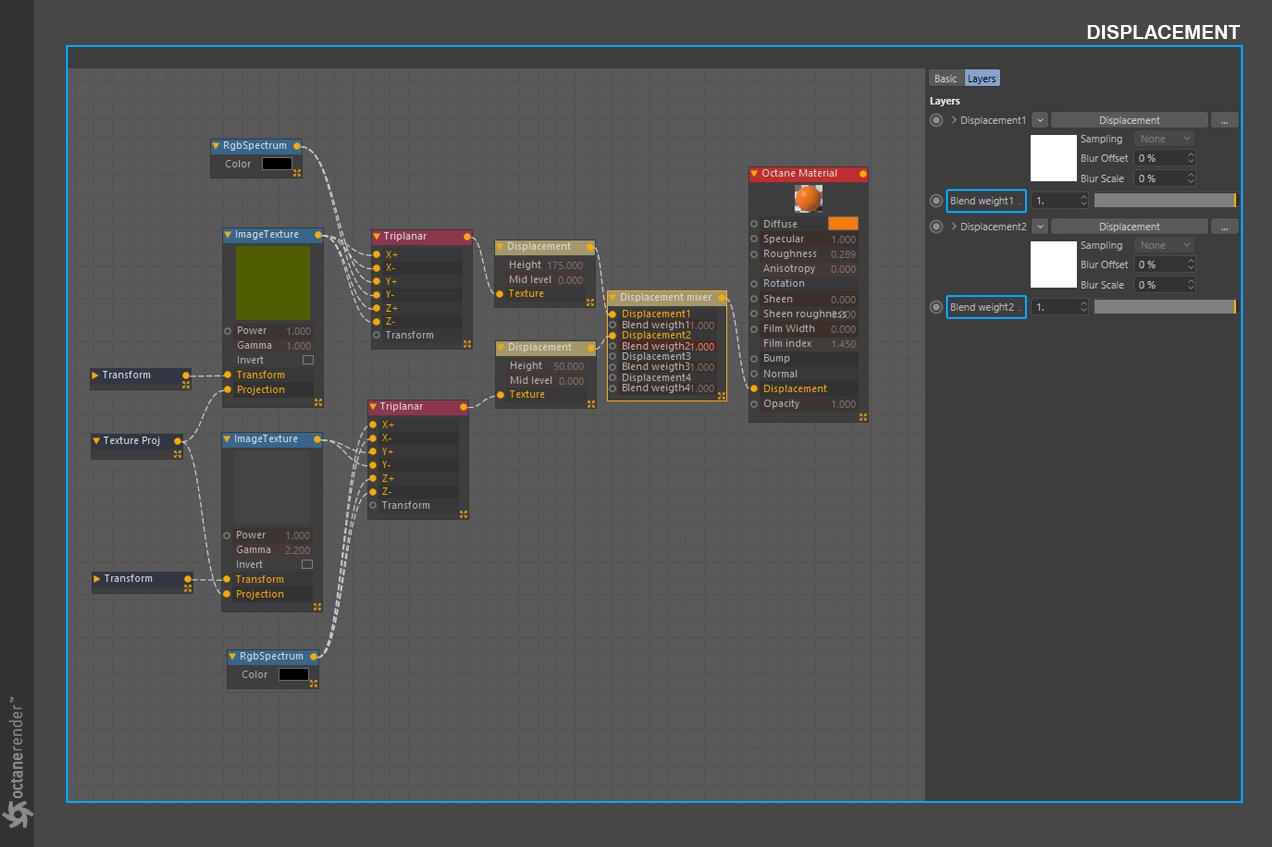 DISPLACEMENT
Basic Layers
Layers
Displacement1 Displacement ...
Sampling None
Blur Offset 0 %
Blur Scale 0 %
Blend weight1 . 1.
Displacement2 Displacement ...
Sampling None
Blur Offset 0 %
Blur Scale 0 %
Blend weight2 . 1.
RgbSpectrum
Color
ImageTexture
Power 1.000
Gamma 1.000
Invert
Transform
Projection
Transform
Texture Proj
ImageTexture
Power 1.000
Gamma 2.200
Invert
Transform
Projection
Transform
RgbSpectrum
Color
Triplanar
X+
X-
Y+
Y-
Z+
Z-
Transform
Triplanar
X+
X-
Y+
Y-
Z+
Z-
Transform
Displacement
Height 175.000
Mid level 0.000
Texture
Displacement
Height 50.000
Mid level 0.000
Texture
Displacement mixer
Displacement1
Blend weigth1 1.000
Displacement2
Blend weigth2 1.000
Displacement3
Blend weigth3 1.000
Displacement4
Blend weigth4 1.000
Octane Material
Diffuse
Specular 1.000
Roughness 0.289
Anisotropy 0.000
Rotation
Sheen 0.000
Sheen roughness
Film Width 0.000
Film index 1.450
Bump
Normal
Displacement
Opacity 1.000
octanerender™